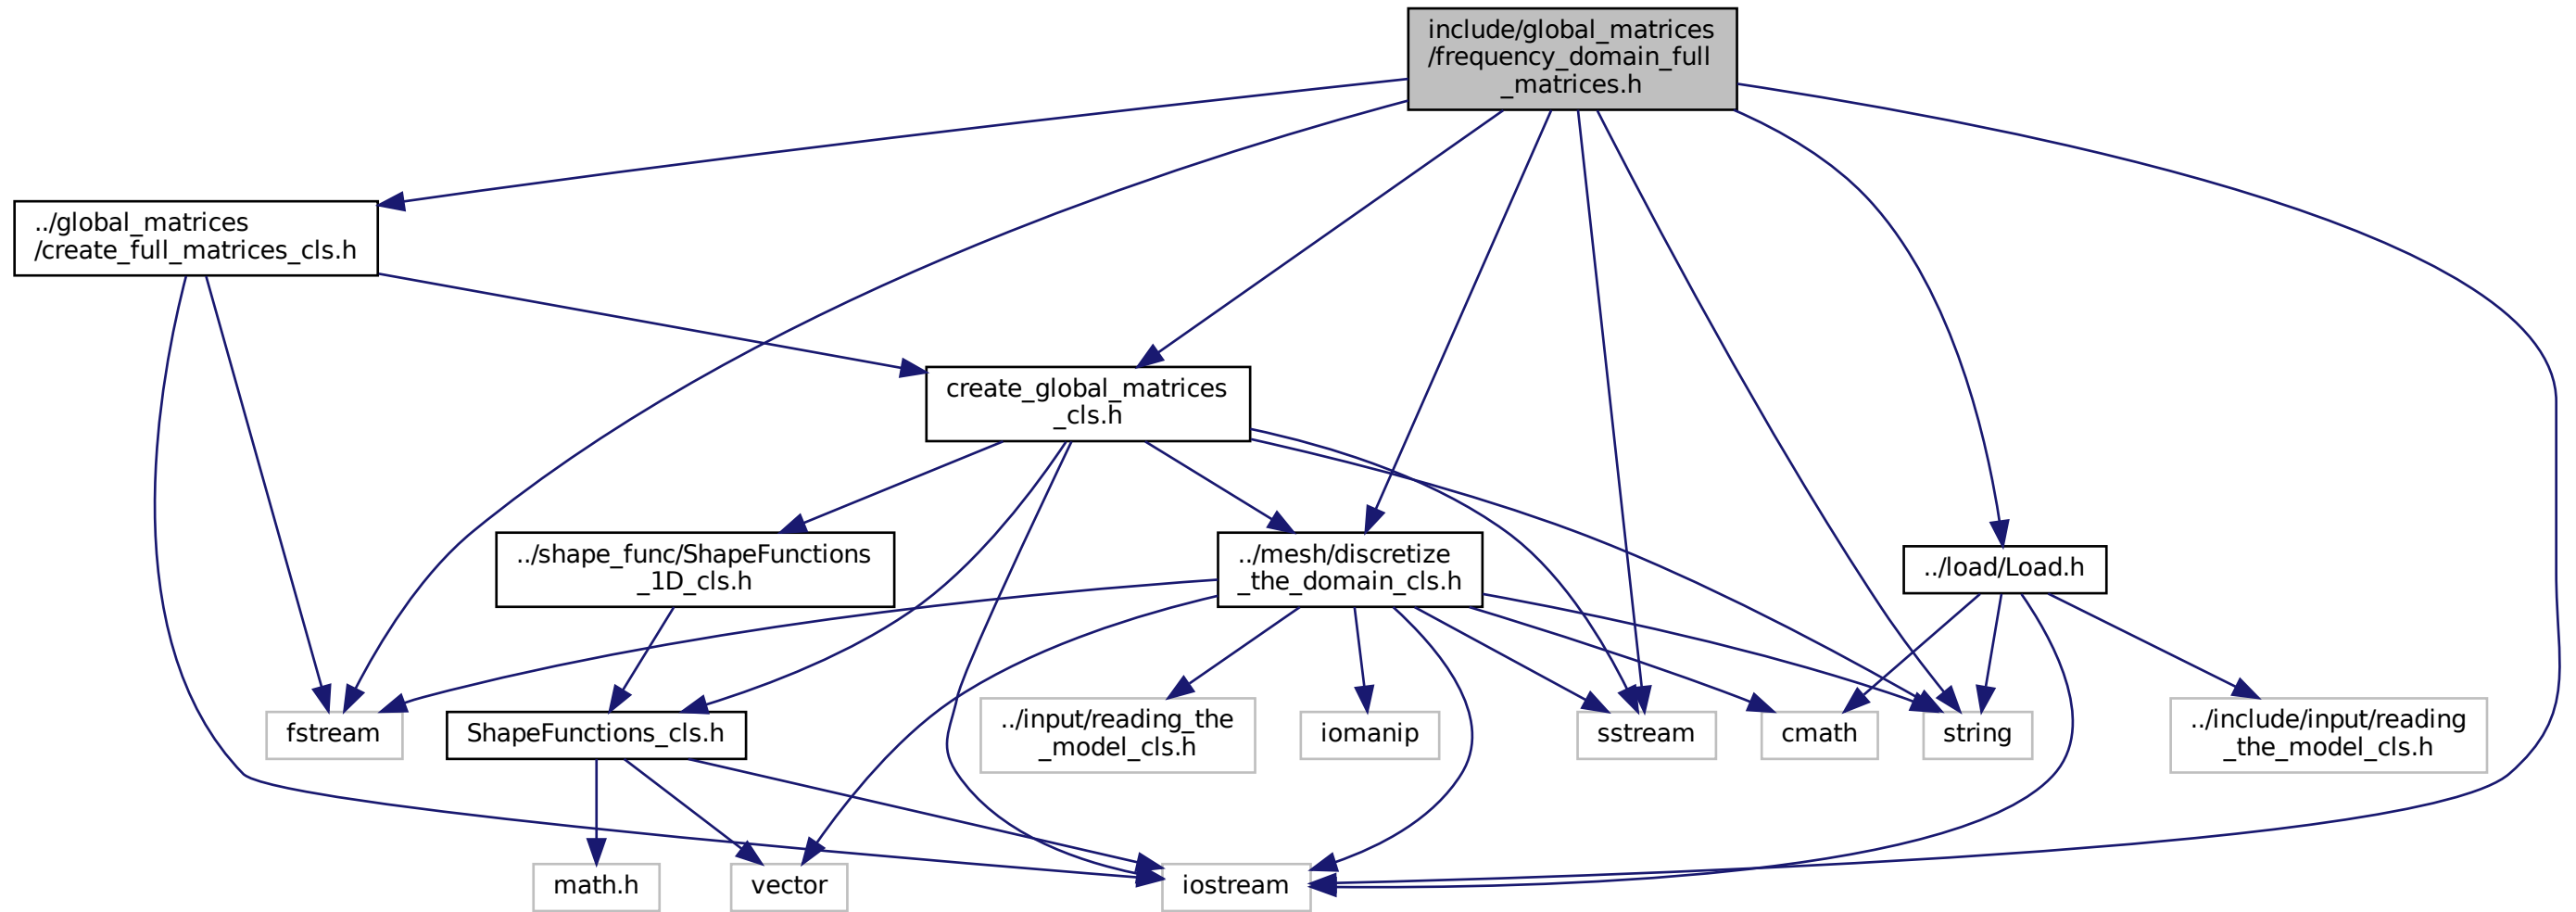 include/global_matrices
/frequency_domain_full
_matrices.h
../global_matrices
/create_full_matrices_cls.h
create_global_matrices
_cls.h
../shape_func/ShapeFunctions
_1D_cls.h
../mesh/discretize
_the_domain_cls.h
../load/Load.h
fstream
ShapeFunctions_cls.h
../input/reading_the
_model_cls.h
iomanip
sstream
cmath
string
../include/input/reading
_the_model_cls.h
math.h
vector
iostream